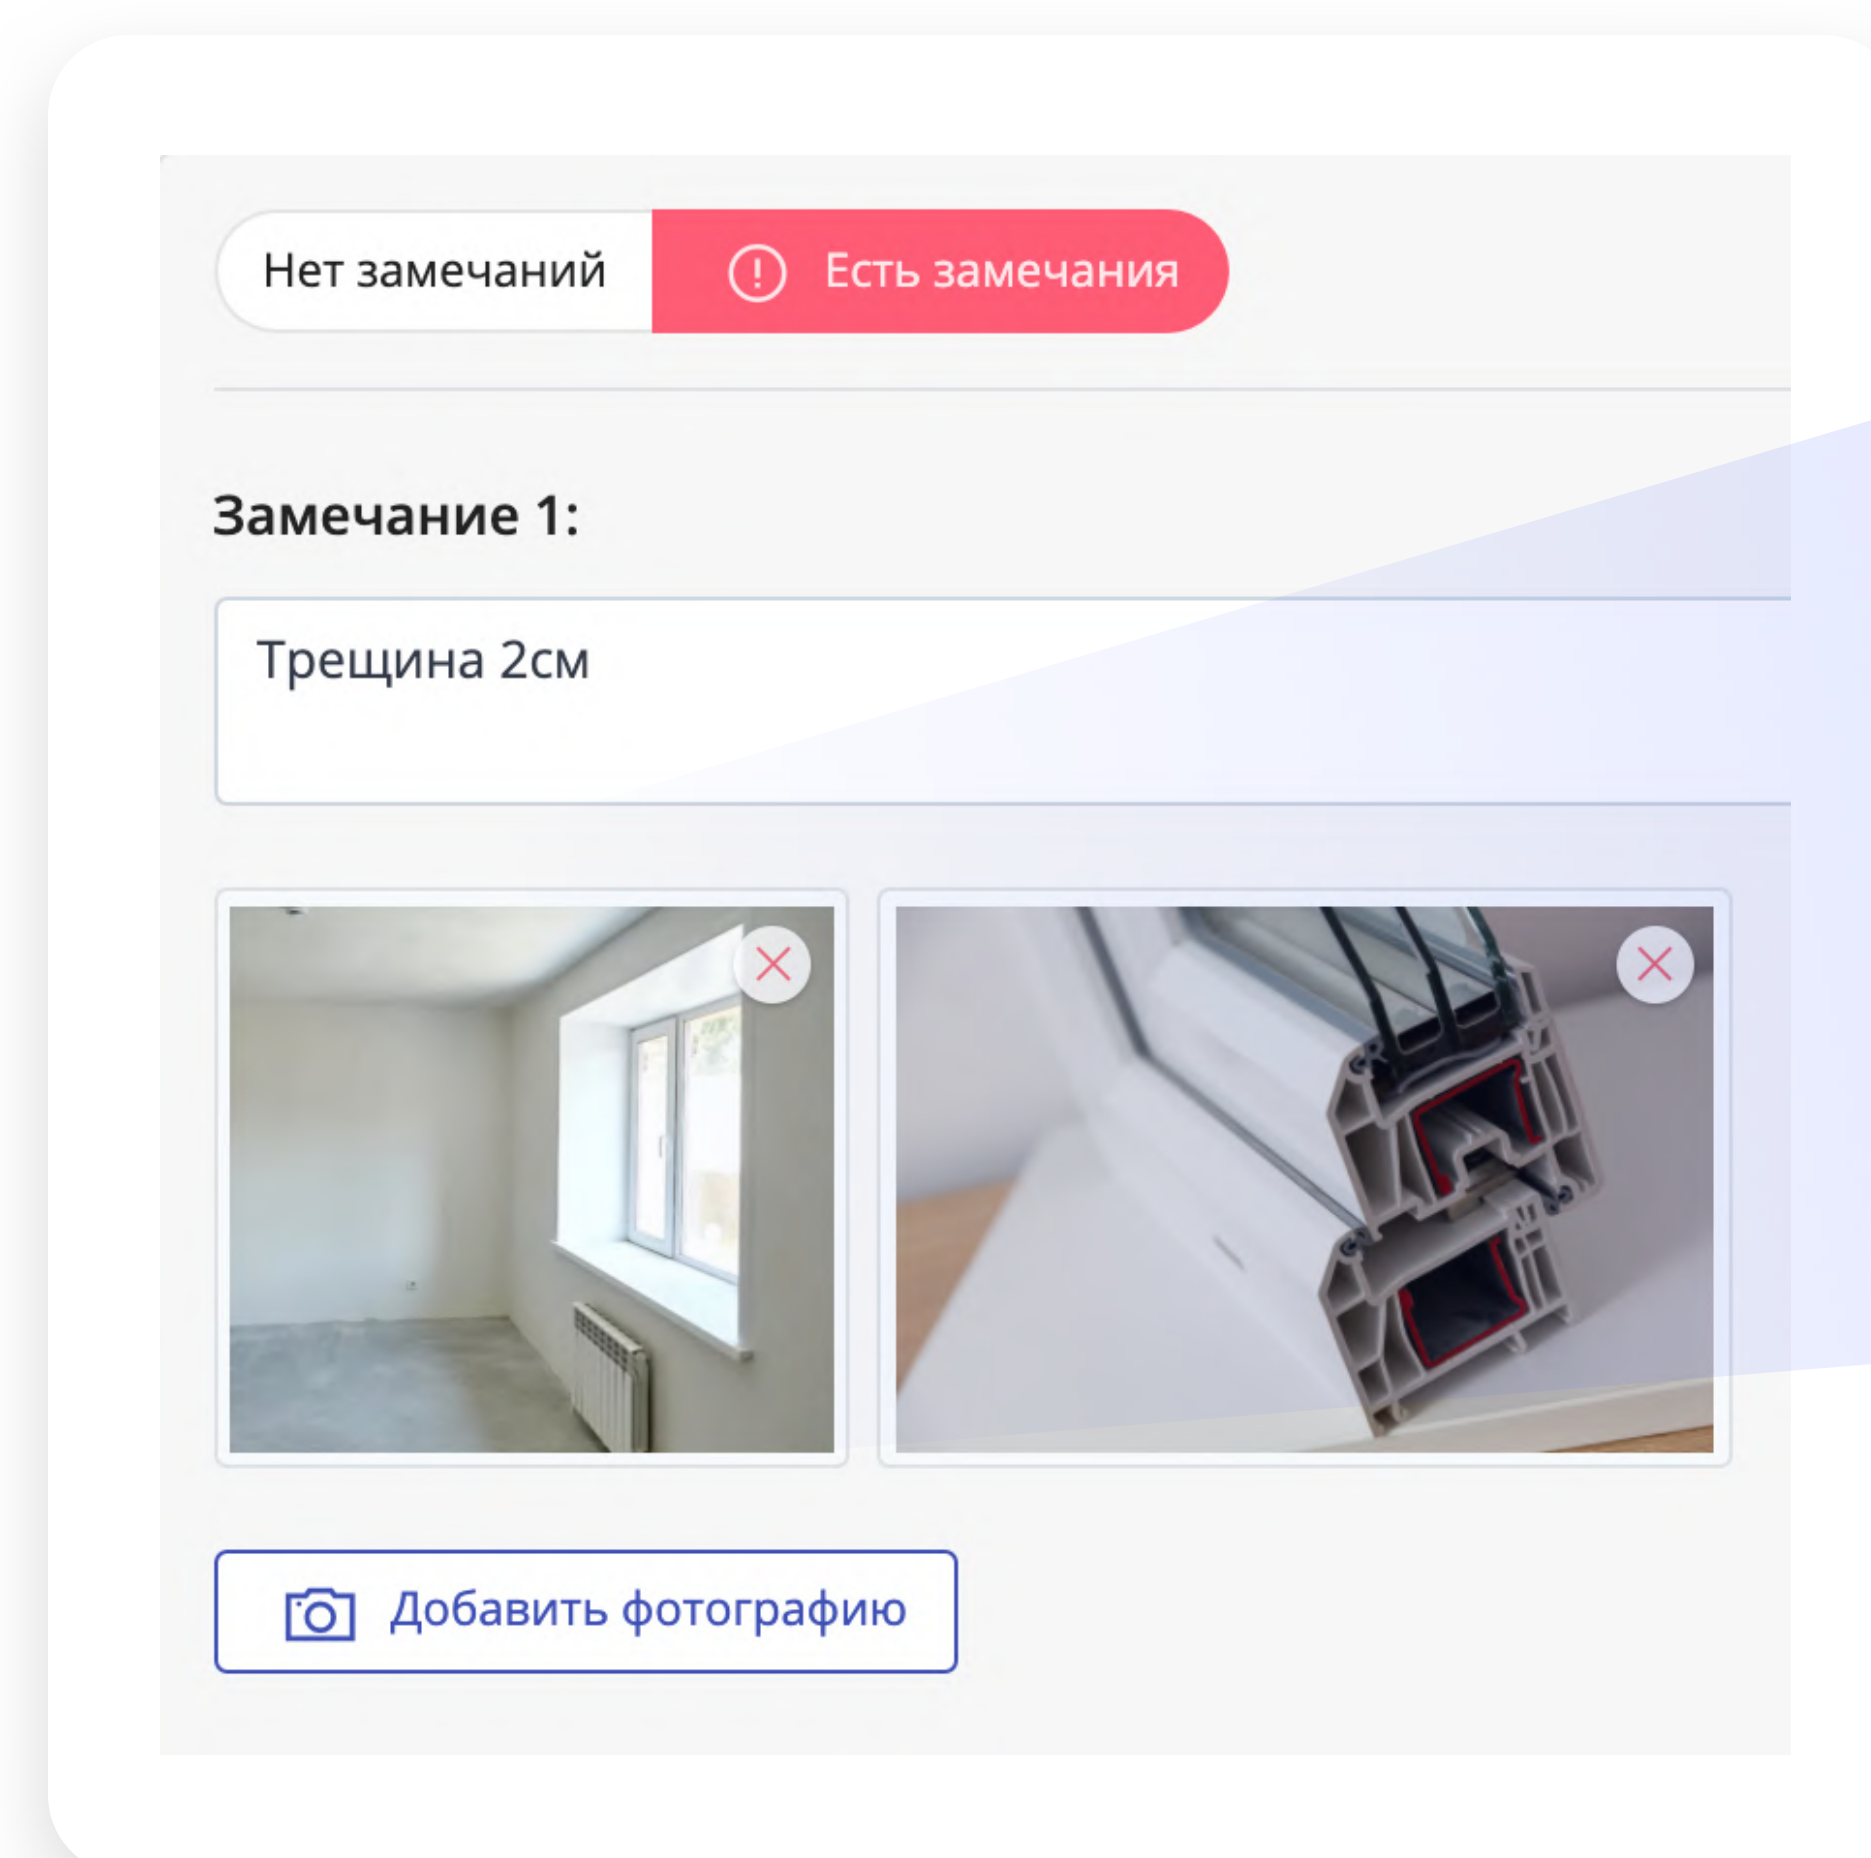 Нет замечаний
Есть замечания
Замечание 1:
Трещина 2см
Добавить фотографию